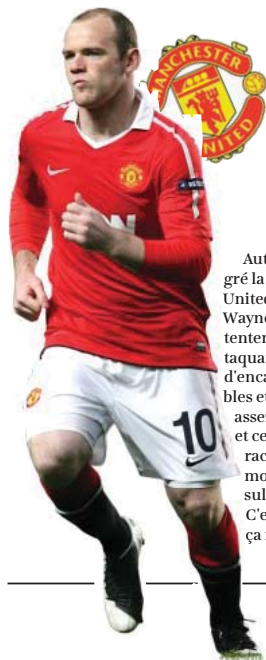 MANCHESTER
UNITED
Aut
gré la
United
Wayne
tenter
taqua
d'enca
bles et
asse
et ce
rac
mo
sul
C'e
ça
10